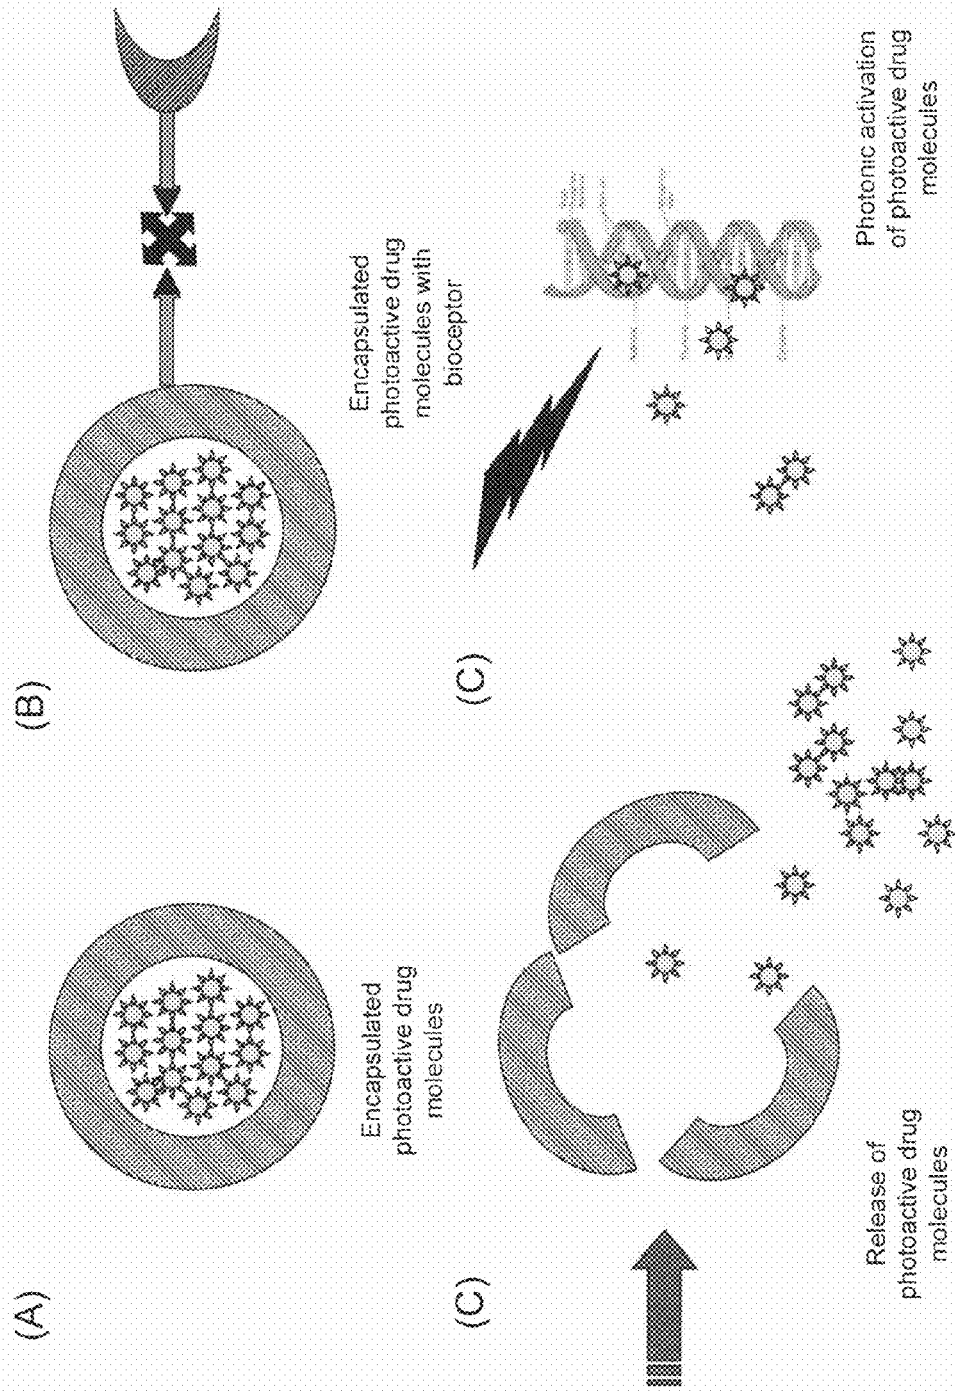 (A)
Encapsulated
photoactive drug
molecules
(B)
Encapsulated
photoactive drug
molecules with
bioceptor
(C)
Release of
photoactive drug
molecules
(C)
Photonic activation
of photoactive drug
molecules